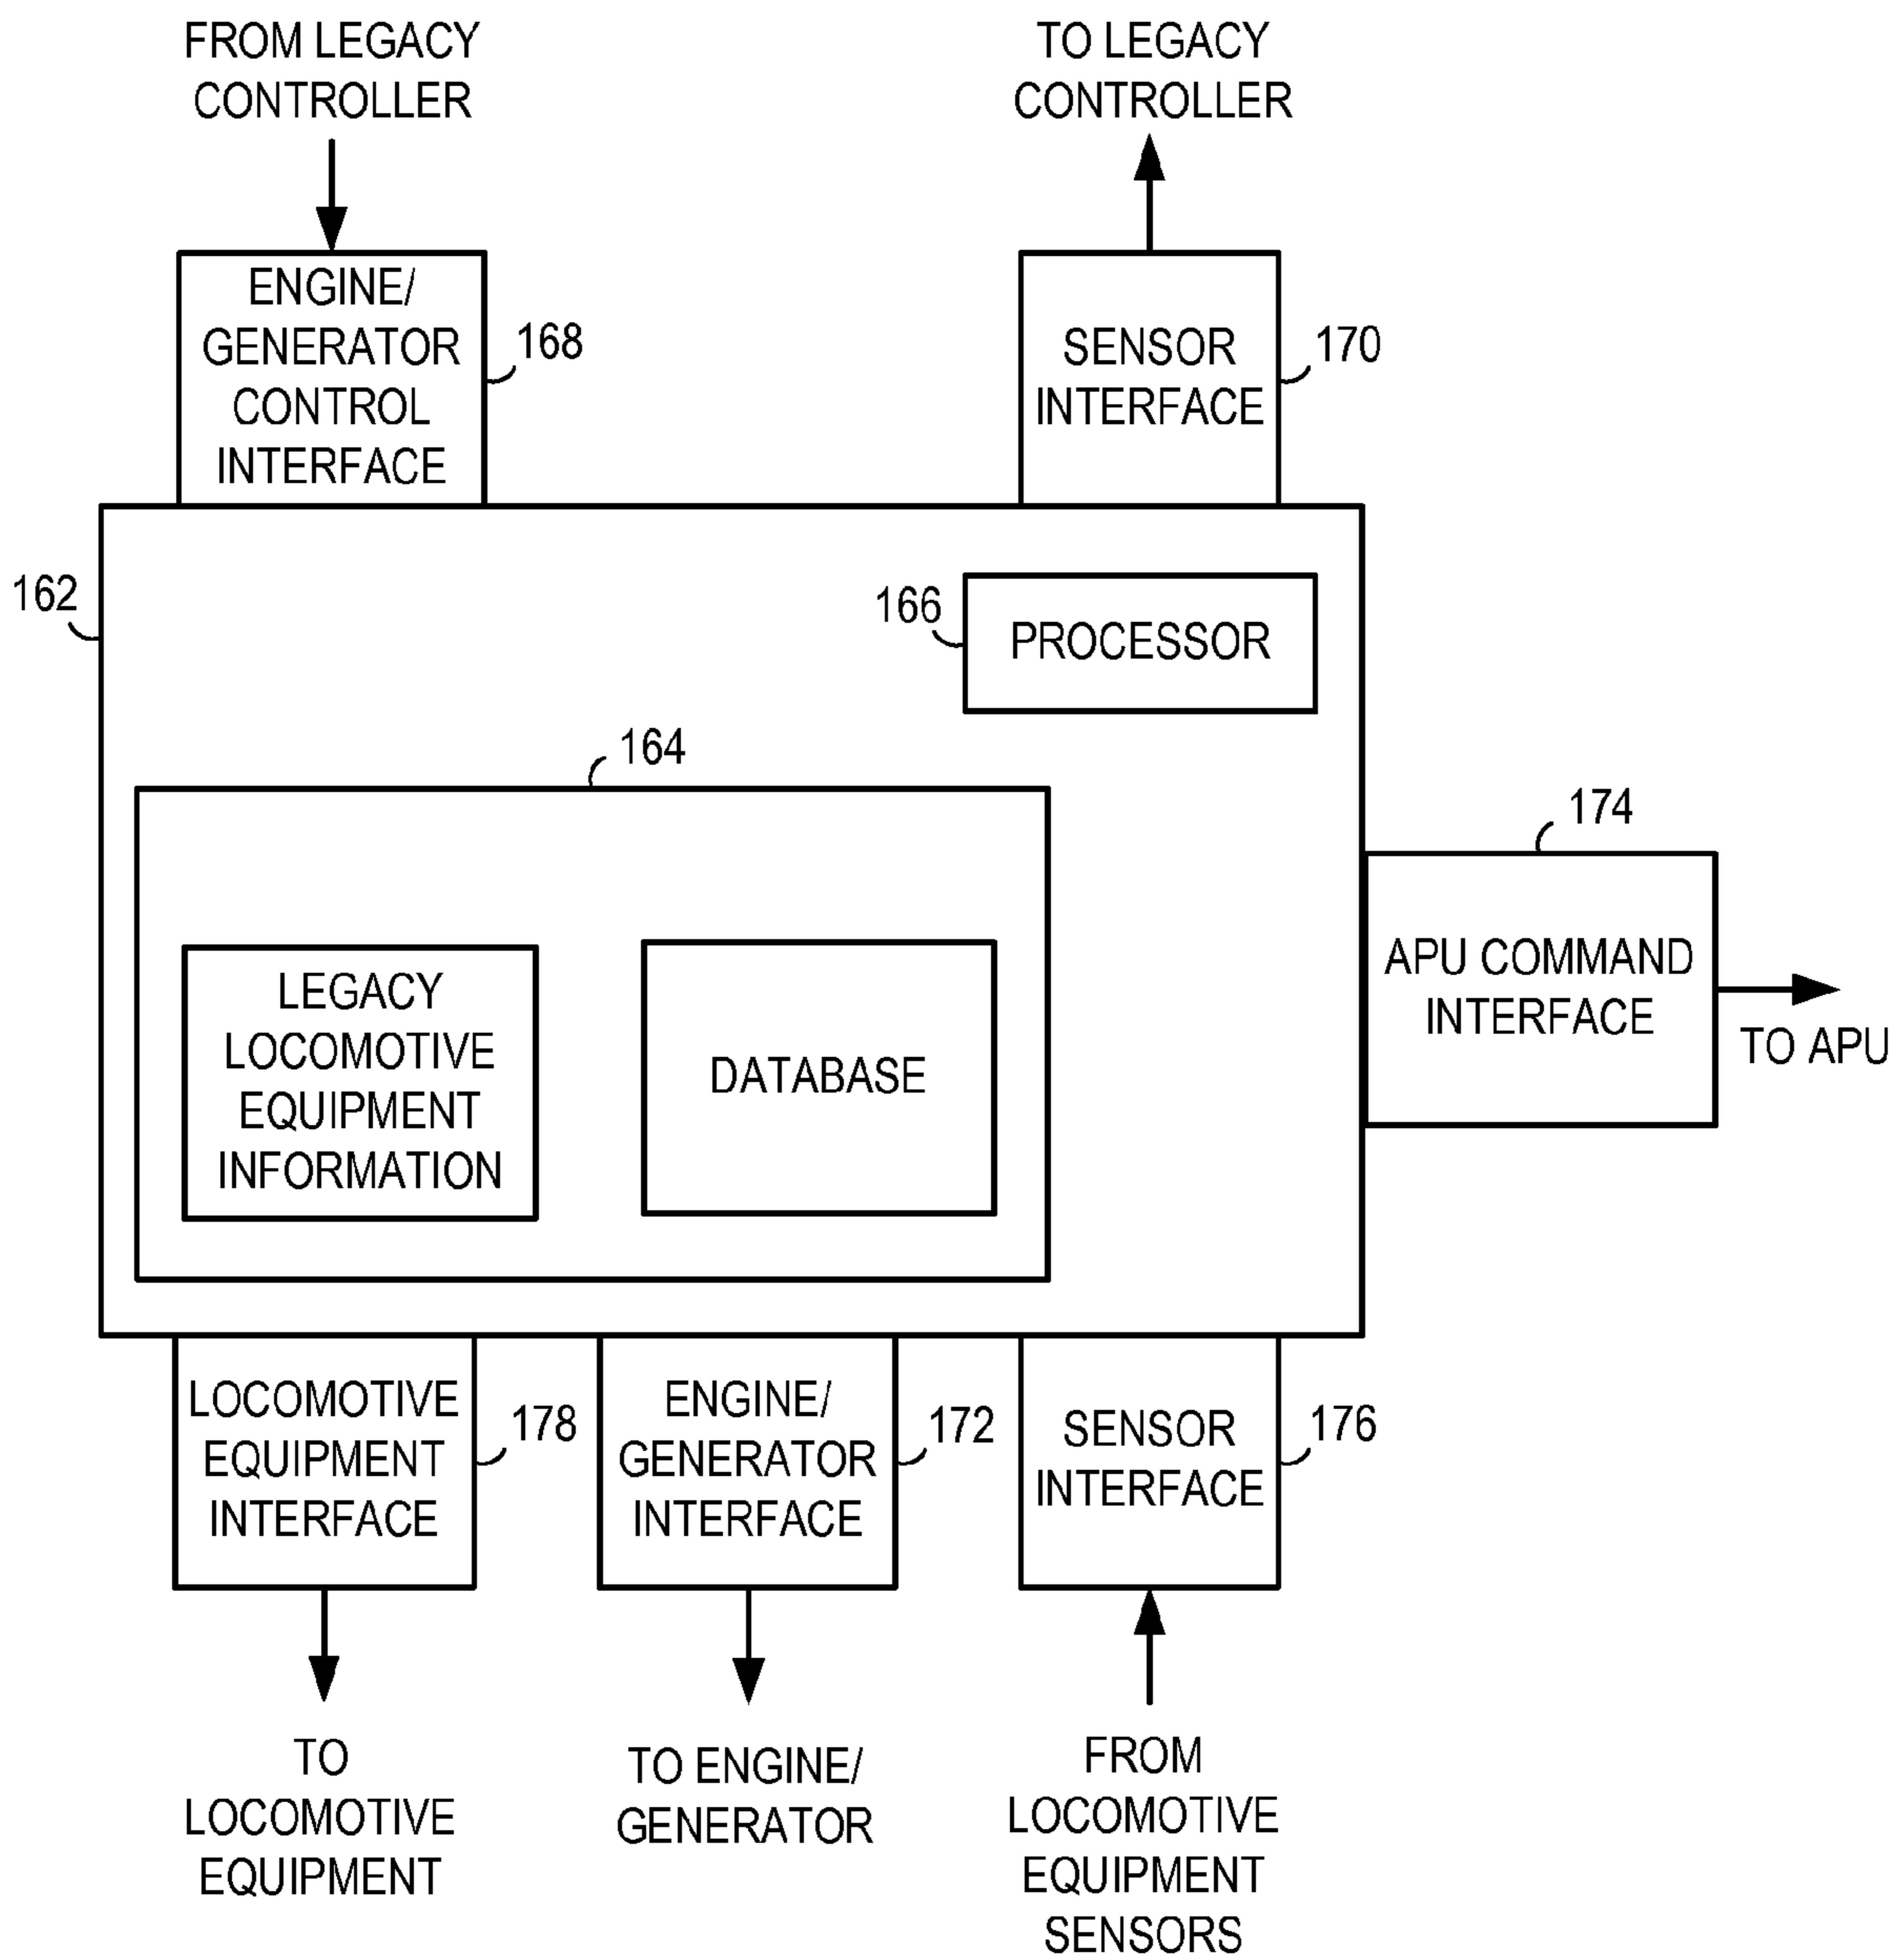 FROM LEGACY
CONTROLLER
TO LEGACY
CONTROLLER
ENGINE/
GENERATOR
CONTROL
INTERFACE
168
SENSOR
INTERFACE
170
162
166
PROCESSOR
164
174
LEGACY
LOCOMOTIVE
EQUIPMENT
INFORMATION
DATABASE
APU COMMAND
INTERFACE
TO APU
LOCOMOTIVE
EQUIPMENT
INTERFACE
178
ENGINE/
GENERATOR
INTERFACE
172
SENSOR
INTERFACE
176
TO
LOCOMOTIVE
EQUIPMENT
TO ENGINE/
GENERATOR
FROM
LOCOMOTIVE
EQUIPMENT
SENSORS